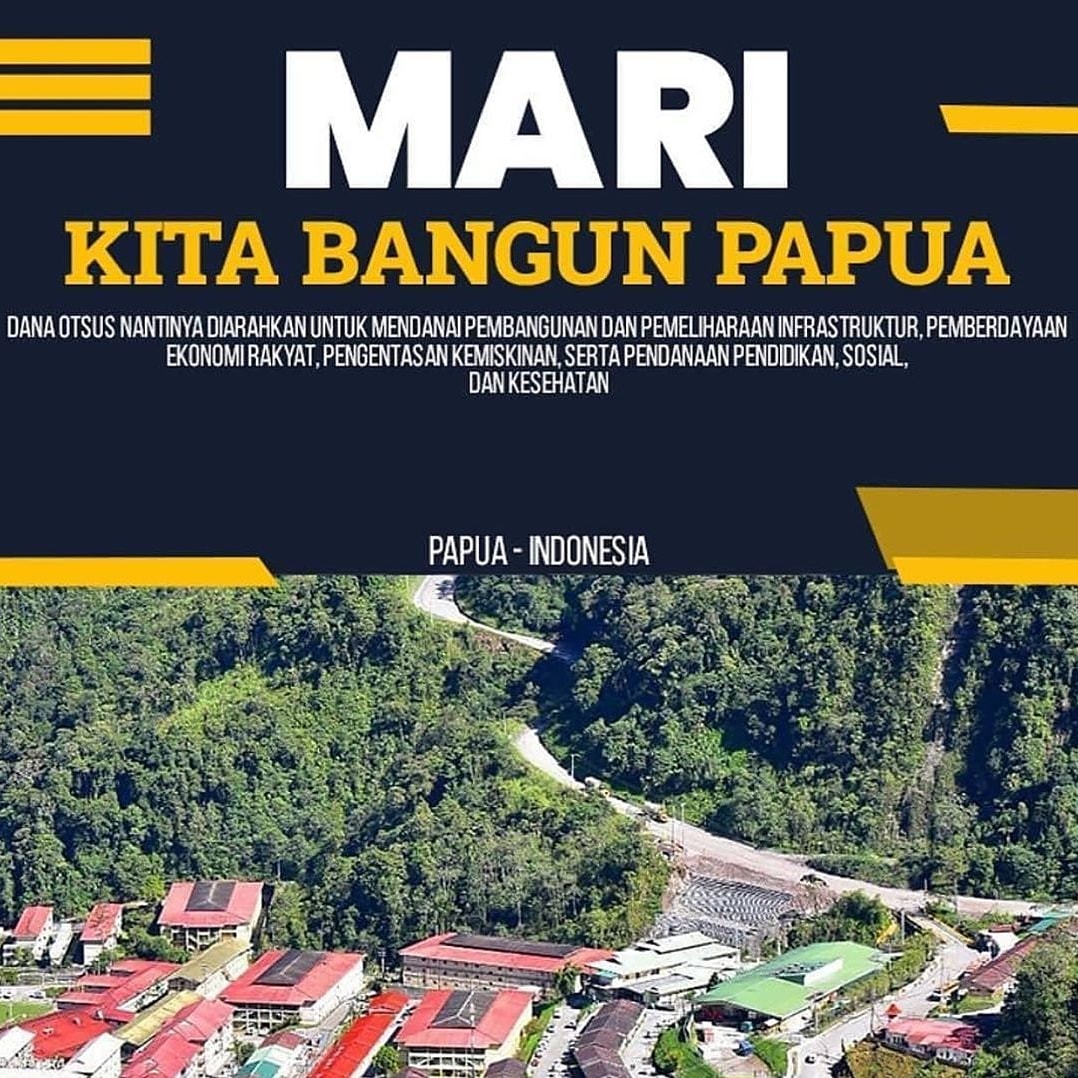 MARI
KITA BANGUN PAPUA
DANA OTSUS NANTINYA DIARAHKAN UNTUK MENDANAI PEMBANGUNAN DAN PEMELIHARAAN INFRASTRUKTUR, PEMBERDAYAAN
EKONOMI RAKYAT, PENGENTASAN KEMISKINAN, SERTA PENDANAAN PENDIDIKAN, SOSIAL,
DAN KESEHATAN
PAPUA - INDONESIA